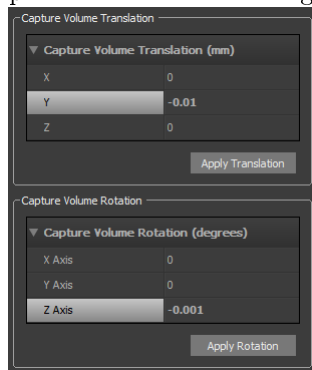 Capture Volume Translation
Capture Volume Translation (mm)
X 0
Y -0.01
Z 0
Apply Translation
Capture Volume Rotation
Capture Volume Rotation (degrees)
X Axis 0
Y Axis 0
Z Axis -0.001
Apply Rotation